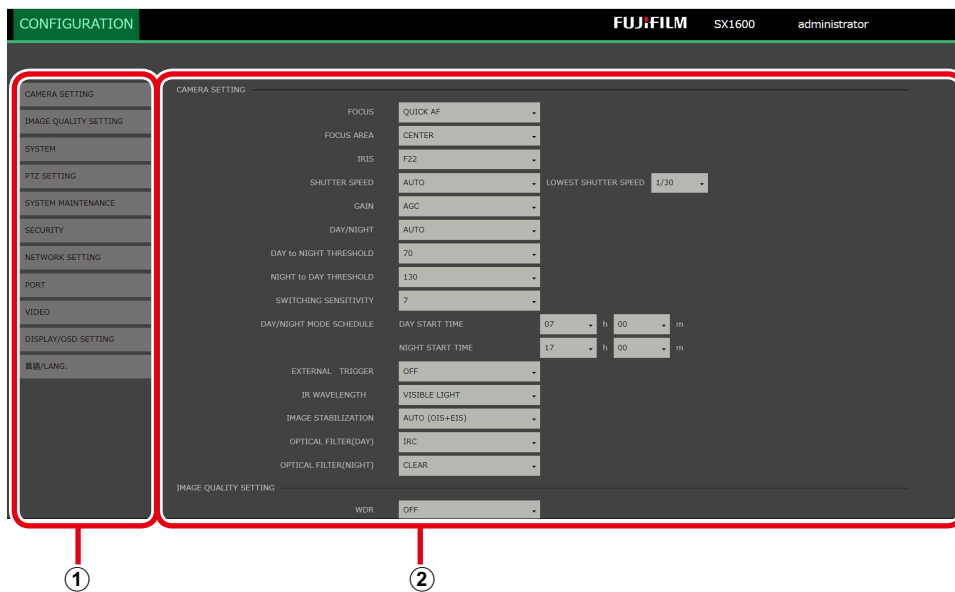 CONFIGURATION FUJIFILM SX1600 administrator
CAMERA SETTING
IMAGE QUALITY SETTING
SYSTEM
PTZ SETTING
SYSTEM MAINTENANCE
SECURITY
NETWORK SETTING
PORT
VIDEO
DISPLAY/OSD SETTING
言語/LANG.
CAMERA SETTING
FOCUS QUICK AF
FOCUS AREA CENTER
IRIS F22
SHUTTER SPEED AUTO LOWEST SHUTTER SPEED 1/30
GAIN AGC
DAY/NIGHT AUTO
DAY to NIGHT THRESHOLD 70
NIGHT to DAY THRESHOLD 130
SWITCHING SENSITIVITY 7
DAY/NIGHT MODE SCHEDULE DAY START TIME 07 h 00 m
NIGHT START TIME 17 h 00 m
EXTERNAL TRIGGER OFF
IR WAVELENGTH VISIBLE LIGHT
IMAGE STABILIZATION AUTO (OIS+EIS)
OPTICAL FILTER(DAY) IRC
OPTICAL FILTER(NIGHT) CLEAR
IMAGE QUALITY SETTING
WDR OFF
① ②